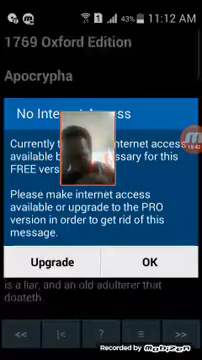 43% 11:12 AM
1769 Oxford Edition
Apocrypha
No Inte ess
Currently t internet access
available b ssary for this
FREE vers
Please make internet access
available or upgrade to the PRO
version in order to get rid of this
message.
Upgrade OK
is a liar, and an old adulterer that
doateth.
<< |< ? ≡ >>
Recorded by